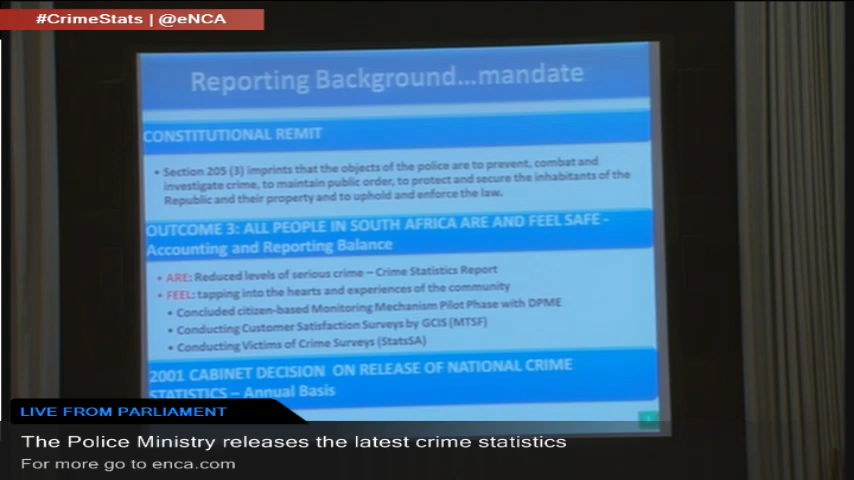 #CrimeStats | @eNCA
Reporting Background...mandate
CONSTITUTIONAL REMIT
• Section 205 (3) imprints that the objects of the police are to prevent, combat and
investigate crime, to maintain public order, to protect and secure the inhabitants of the
Republic and their property and to uphold and enforce the law.
OUTCOME 3: ALL PEOPLE IN SOUTH AFRICA ARE AND FEEL SAFE -
Accounting and Reporting Balance
• ARE: Reduced levels of serious crime – Crime Statistics Report
• FEEL: tapping into the hearts and experiences of the community
• Concluded citizen-based Monitoring Mechanism Pilot Phase with DPME
• Conducting Customer Satisfaction Surveys by GCIS (MTSF)
• Conducting Victims of Crime Surveys (StatsSA)
2001 CABINET DECISION ON RELEASE OF NATIONAL CRIME
STATISTICS – Annual Basis
LIVE FROM PARLIAMENT
The Police Ministry releases the latest crime statistics
For more go to enca.com